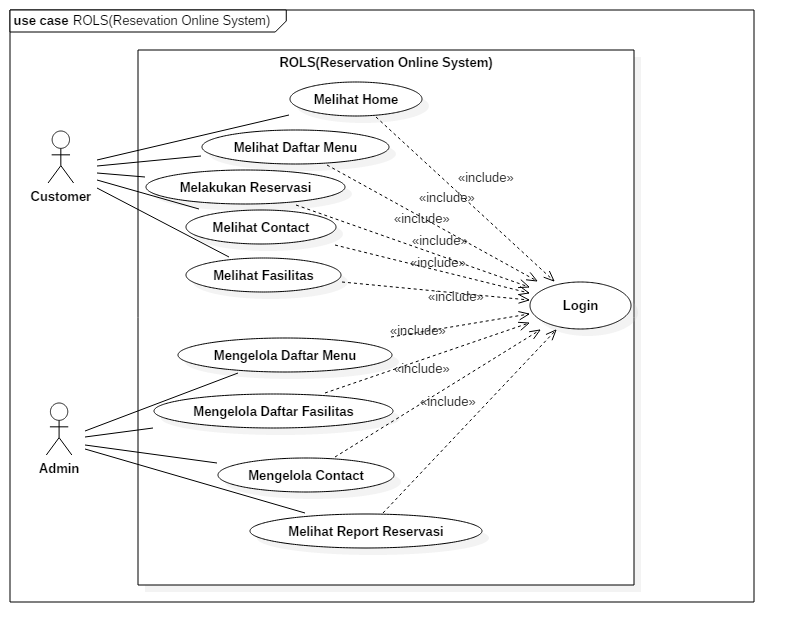 use case ROLS(Resevation Online System)
ROLS(Reservation Online System)
Melihat Home
Melihat Daftar Menu
«include»
Customer
Melakukan Reservasi
«include»
Melihat Contact
«include»
«include»
Melihat Fasilitas
«include»
«include»
Login
«include»
Mengelola Daftar Menu
«include»
Mengelola Daftar Fasilitas
«include»
Admin
Mengelola Contact
Melihat Report Reservasi